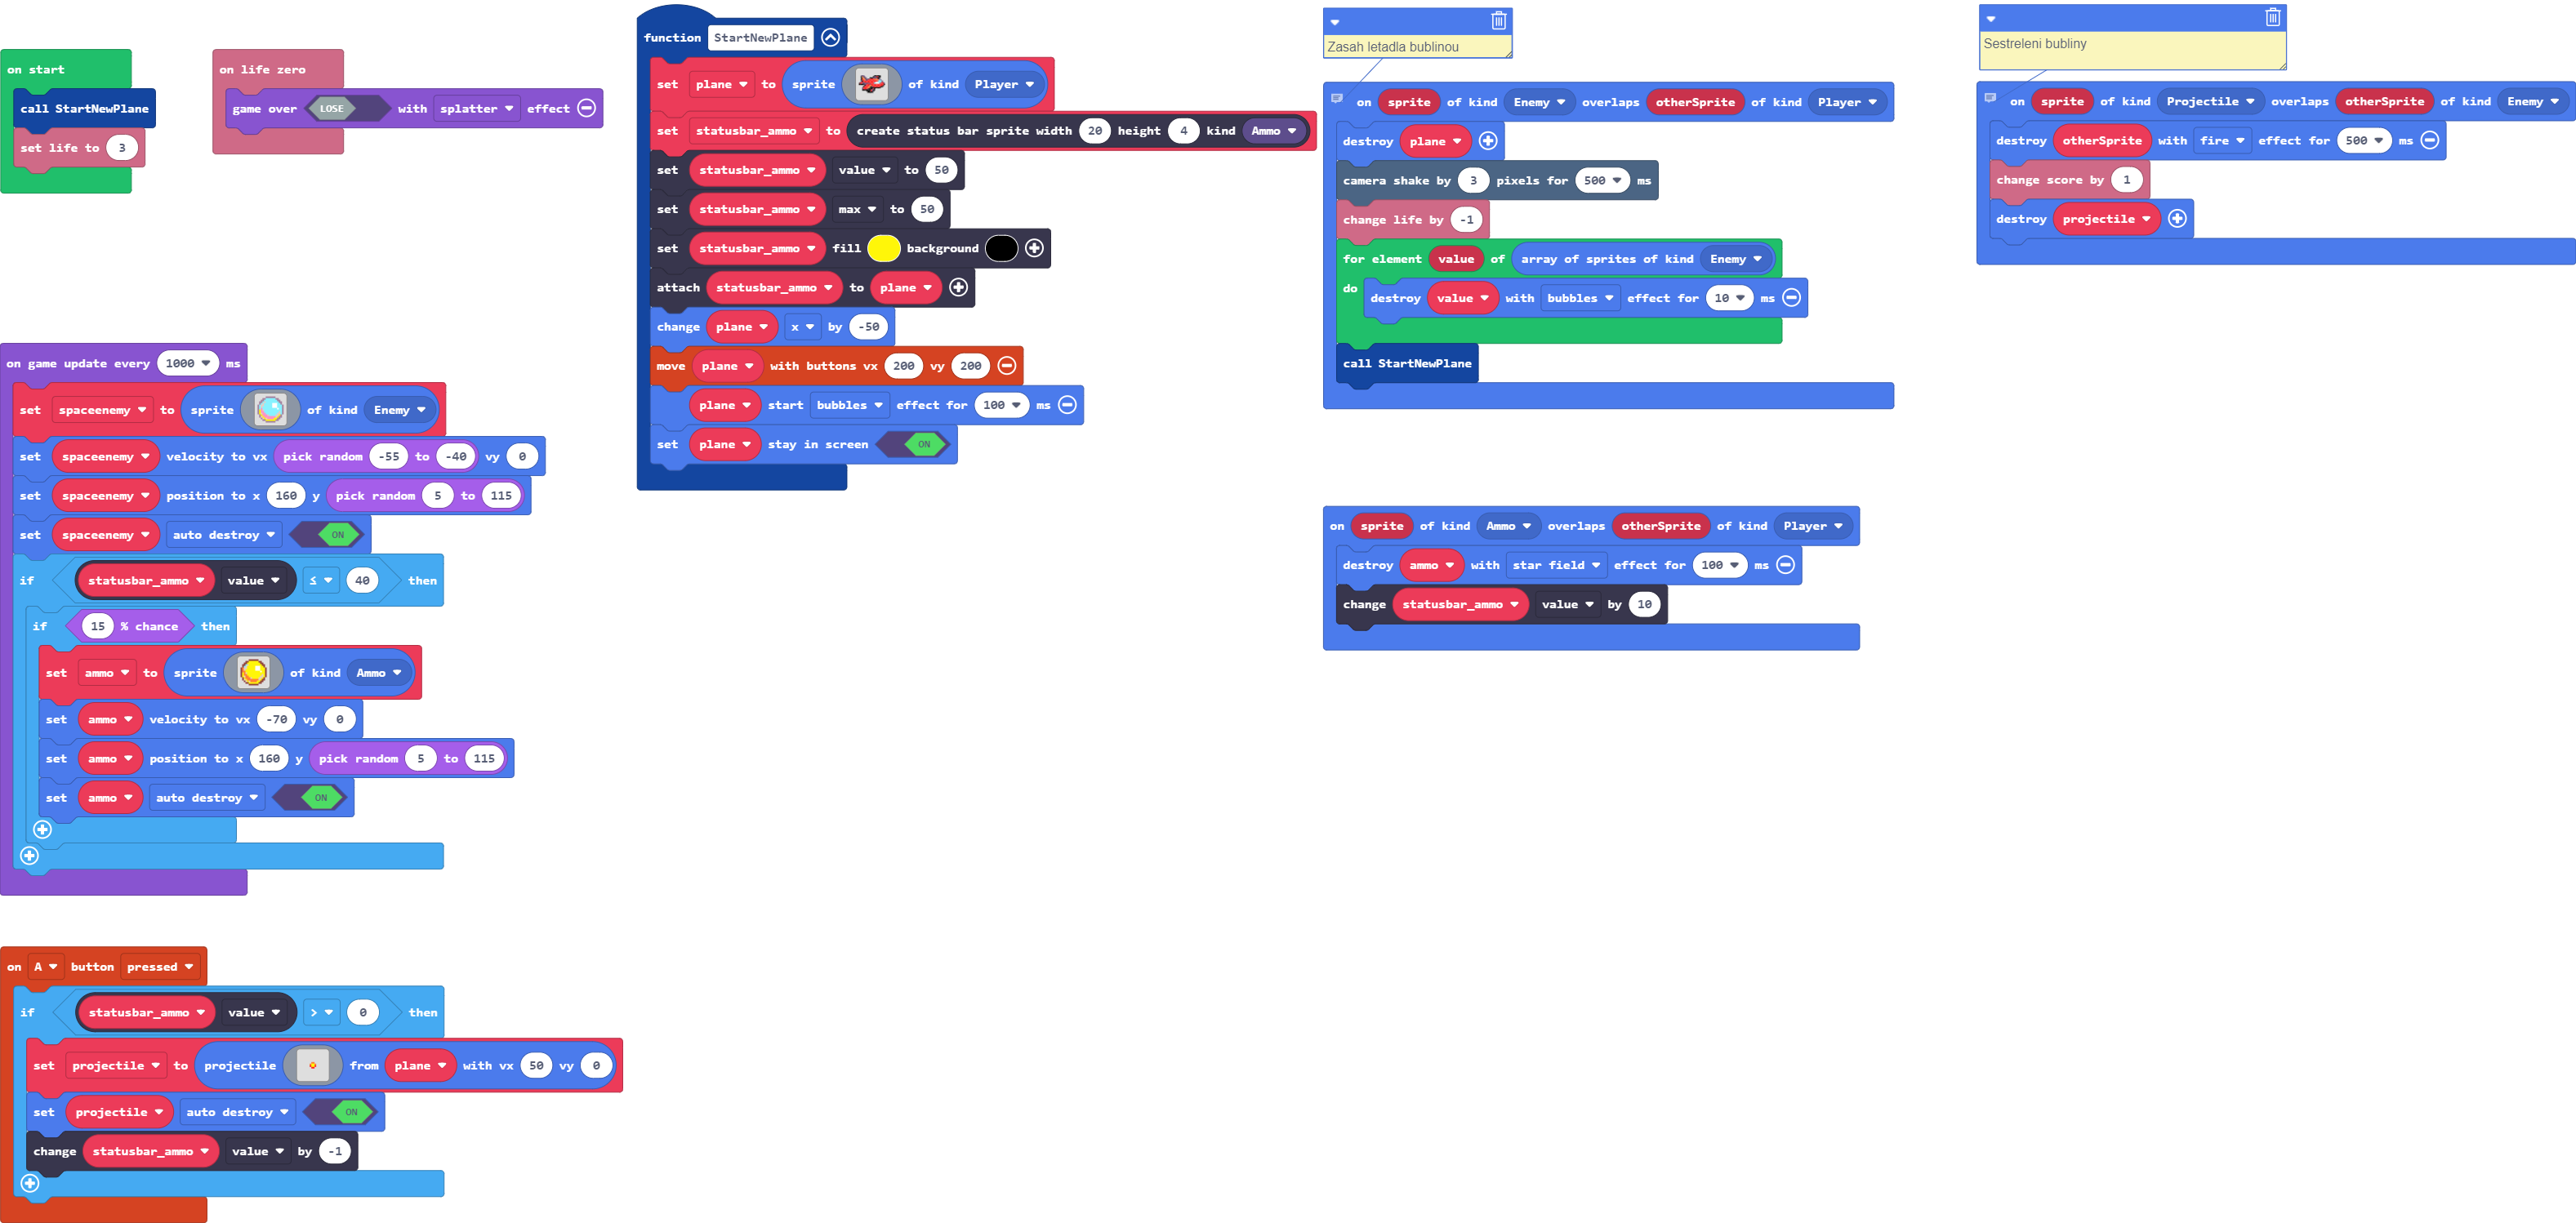 on start
call StartNewPlane
set life to 3
on life zero
game over LOSE with splatter effect
function StartNewPlane
set plane to sprite of kind Player
set statusbar_ammo to create status bar sprite width 20 height 4 kind Ammo
set statusbar_ammo value to 50
set statusbar_ammo max to 50
set statusbar_ammo fill background
attach statusbar_ammo to plane
change plane x by -50
move plane with buttons vx 200 vy 200
plane start bubbles effect for 100 ms
set plane stay in screen ON
Zasah letadla bublinou
on sprite of kind Enemy overlaps otherSprite of kind Player
destroy plane
camera shake by 3 pixels for 500 ms
change life by -1
for element value of array of sprites of kind Enemy
do destroy value with bubbles effect for 10 ms
call StartNewPlane
Sestreleni bubliny
on sprite of kind Projectile overlaps otherSprite of kind Enemy
destroy otherSprite with fire effect for 500 ms
change score by 1
destroy projectile
on game update every 1000 ms
set spaceenemy to sprite of kind Enemy
set spaceenemy velocity to vx pick random -55 to -40 vy 0
set spaceenemy position to x 160 y pick random 5 to 115
set spaceenemy auto destroy ON
if statusbar_ammo value ≤ 40 then
if 15 % chance then
set ammo to sprite of kind Ammo
set ammo velocity to vx -70 vy 0
set ammo position to x 160 y pick random 5 to 115
set ammo auto destroy ON
on sprite of kind Ammo overlaps otherSprite of kind Player
destroy ammo with star field effect for 100 ms
change statusbar_ammo value by 10
on A button pressed
if statusbar_ammo value > 0 then
set projectile to projectile from plane with vx 50 vy 0
set projectile auto destroy ON
change statusbar_ammo value by -1